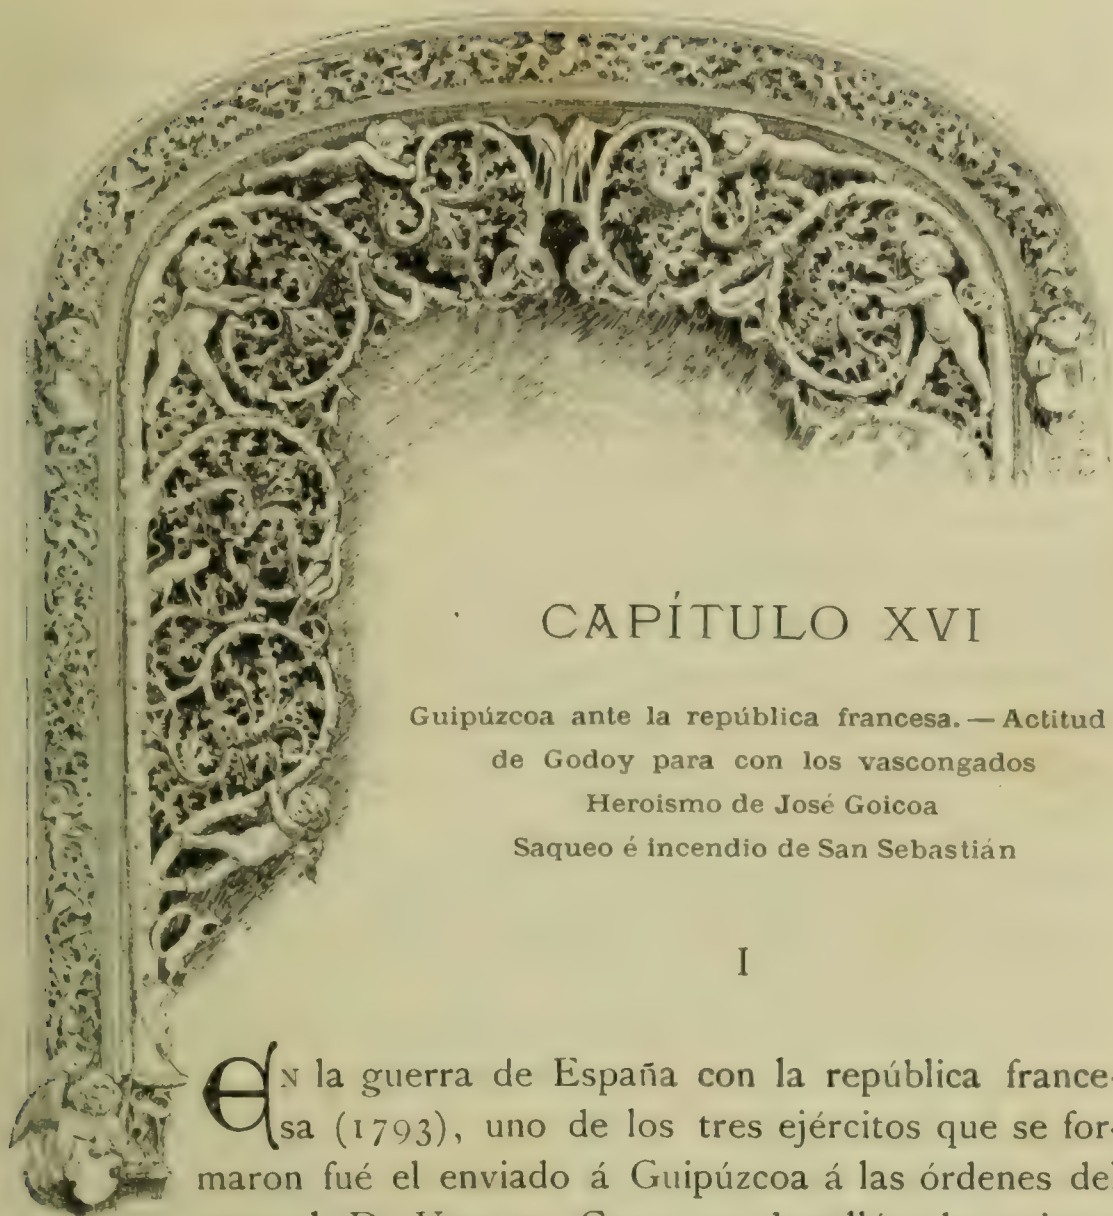 CAPÍTULO XVI
Guipúzcoa ante la república francesa. — Actitud
de Godoy para con los vascongados
Heroismo de José Goicoa
Saqueo é incendio de San Sebastián
I
EN la guerra de España con la república france-
sa (1793), uno de los tres ejércitos que se for-
maron fué el enviado á Guipúzcoa á las órdenes del